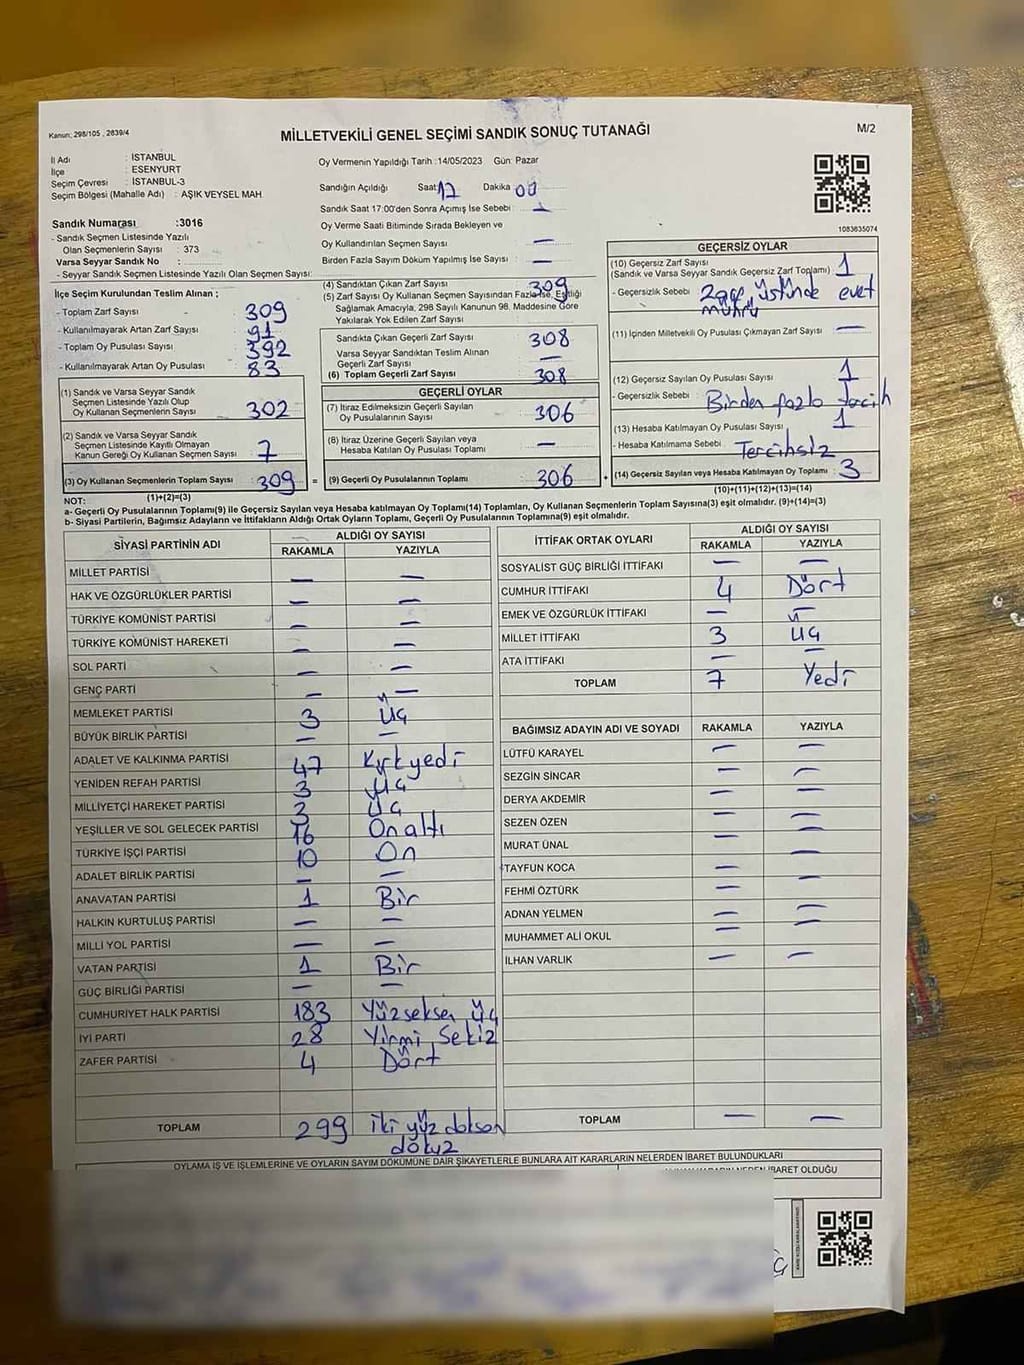 Kanun; 298/105 , 2839/4
MİLLETVEKİLİ GENEL SEÇİMİ SANDIK SONUÇ TUTANAĞI
M/2
İl Adı : İSTANBUL
İlçe : ESENYURT
Seçim Çevresi : İSTANBUL-3
Seçim Bölgesi (Mahalle Adı) : AŞIK VEYSEL MAH
Sandık Numarası :3016
- Sandık Seçmen Listesinde Yazılı
Olan Seçmenlerin Sayısı : 373
Varsa Seyyar Sandık No :
- Seyyar Sandık Seçmen Listesinde Yazılı Olan Seçmen Sayısı:
Oy Vermenin Yapıldığı Tarih :14/05/2023 Gün: Pazar
Sandığın Açıldığı Saat 17 Dakika 00
Sandık Saat 17:00'den Sonra Açımış İse Sebebi : —
Oy Verme Saati Bitiminde Sırada Bekleyen ve
Oy Kullandırılan Seçmen Sayısı —
Birden Fazla Sayım Döküm Yapılmış İse Sayısı : —
1083635074
İlçe Seçim Kurulundan Teslim Alınan ;
- Toplam Zarf Sayısı : 309
- Kullanılmayarak Artan Zarf Sayısı : 91
- Toplam Oy Pusulası Sayısı : 392
- Kullanılmayarak Artan Oy Pusulası : 83
(1) Sandık ve Varsa Seyyar Sandık
Seçmen Listesinde Yazılı Olup
Oy Kullanan Seçmenlerin Sayısı : 302
(2) Sandık ve Varsa Seyyar Sandık
Seçmen Listesinde Kayıtlı Olmayan
Kanun Gereği Oy Kullanan Seçmen Sayısı : 7
(3) Oy Kullanan Seçmenlerin Toplam Sayısı : 309 =
(1)+(2)=(3)
(4) Sandıktan Çıkan Zarf Sayısı : 309
(5) Zarf Sayısı Oy Kullanan Seçmen Sayısından Fazla İse, Eşitliği
Sağlamak Amacıyla, 298 Sayılı Kanunun 98. Maddesine Göre
Yakılarak Yok Edilen Zarf Sayısı
Sandıkta Çıkan Geçerli Zarf Sayısı : 308
Varsa Seyyar Sandıktan Teslim Alınan
Geçerli Zarf Sayısı : —
(6) Toplam Geçerli Zarf Sayısı : 308
GEÇERLİ OYLAR
(7) İtiraz Edilmeksizin Geçerli Sayılan
Oy Pusulalarının Sayısı : 306
(8) İtiraz Üzerine Geçerli Sayılan veya
Hesaba Katılan Oy Pusulası Toplamı : —
(9) Geçerli Oy Pusulalarının Toplamı : 306 +
GEÇERSİZ OYLAR
(10) Geçersiz Zarf Sayısı
(Sandık ve Varsa Seyyar Sandık Geçersiz Zarf Toplamı) : 1
- Geçersizlik Sebebi : Zarf üstünde evet
mührü
(11) İçinden Milletvekili Oy Pusulası Çıkmayan Zarf Sayısı : —
(12) Geçersiz Sayılan Oy Pusulası Sayısı : 1
- Geçersizlik Sebebi : Birden fazla tercih
(13) Hesaba Katılmayan Oy Pusulası Sayısı : 1
- Hesaba Katılmama Sebebi : Tercihsiz
(14) Geçersiz Sayılan veya Hesaba Katılmayan Oy Toplamı : 3
(10)+(11)+(12)+(13)=(14)
NOT:
a- Geçerli Oy Pusulalarının Toplamı(9) ile Geçersiz Sayılan veya Hesaba katılmayan Oy Toplamı(14) Toplamları, Oy Kullanan Seçmenlerin Toplam Sayısına(3) eşit olmalıdır. (9)+(14)=(3)
b- Siyasi Partilerin, Bağımsız Adayların ve İttifakların Aldığı Ortak Oyların Toplamı, Geçerli Oy Pusulalarının Toplamına(9) eşit olmalıdır.
SİYASİ PARTİNİN ADI
ALDIĞI OY SAYISI
RAKAMLA YAZIYLA
MİLLET PARTİSİ — —
HAK VE ÖZGÜRLÜKLER PARTİSİ — —
TÜRKİYE KOMÜNİST PARTİSİ — —
TÜRKİYE KOMÜNİST HAREKETİ — —
SOL PARTİ — —
GENÇ PARTİ — —
MEMLEKET PARTİSİ 3 Üç
BÜYÜK BİRLİK PARTİSİ — —
ADALET VE KALKINMA PARTİSİ 47 Kırkyedi
YENİDEN REFAH PARTİSİ 3 Üç
MİLLİYETÇİ HAREKET PARTİSİ 3 Üç
YEŞİLLER VE SOL GELECEK PARTİSİ 16 Onaltı
TÜRKİYE İŞÇİ PARTİSİ 10 On
ADALET BİRLİK PARTİSİ — —
ANAVATAN PARTİSİ 1 Bir
HALKIN KURTULUŞ PARTİSİ — —
MİLLİ YOL PARTİSİ — —
VATAN PARTİSİ 1 Bir
GÜÇ BİRLİĞİ PARTİSİ — —
CUMHURİYET HALK PARTİSİ 183 Yüzseksen Üç
İYİ PARTİ 28 Yirmi Sekiz
ZAFER PARTİSİ 4 Dört
TOPLAM 299 iki yüz doksan
dokuz
İTTİFAK ORTAK OYLARI
ALDIĞI OY SAYISI
RAKAMLA YAZIYLA
SOSYALİST GÜÇ BİRLİĞİ İTTİFAKI — —
CUMHUR İTTİFAKI 4 Dört
EMEK VE ÖZGÜRLÜK İTTİFAKI — —
MİLLET İTTİFAKI 3 Üç
ATA İTTİFAKI — —
TOPLAM 7 Yedi
BAĞIMSIZ ADAYIN ADI VE SOYADI RAKAMLA YAZIYLA
LÜTFÜ KARAYEL — —
SEZGİN SİNCAR — —
DERYA AKDEMİR — —
SEZEN ÖZEN — —
MURAT ÜNAL — —
TAYFUN KOCA — —
FEHMİ ÖZTÜRK — —
ADNAN YELMEN — —
MUHAMMET ALİ OKUL — —
İLHAN VARLIK — —
TOPLAM — —
OYLAMA İŞ VE İŞLEMLERİNE VE OYLARIN SAYIM DÖKÜMÜNE DAİR ŞİKAYETLERLE BUNLARA AİT KARARLARIN NELERDEN İBARET BULUNDUKLARI
İBARET OLDUĞU